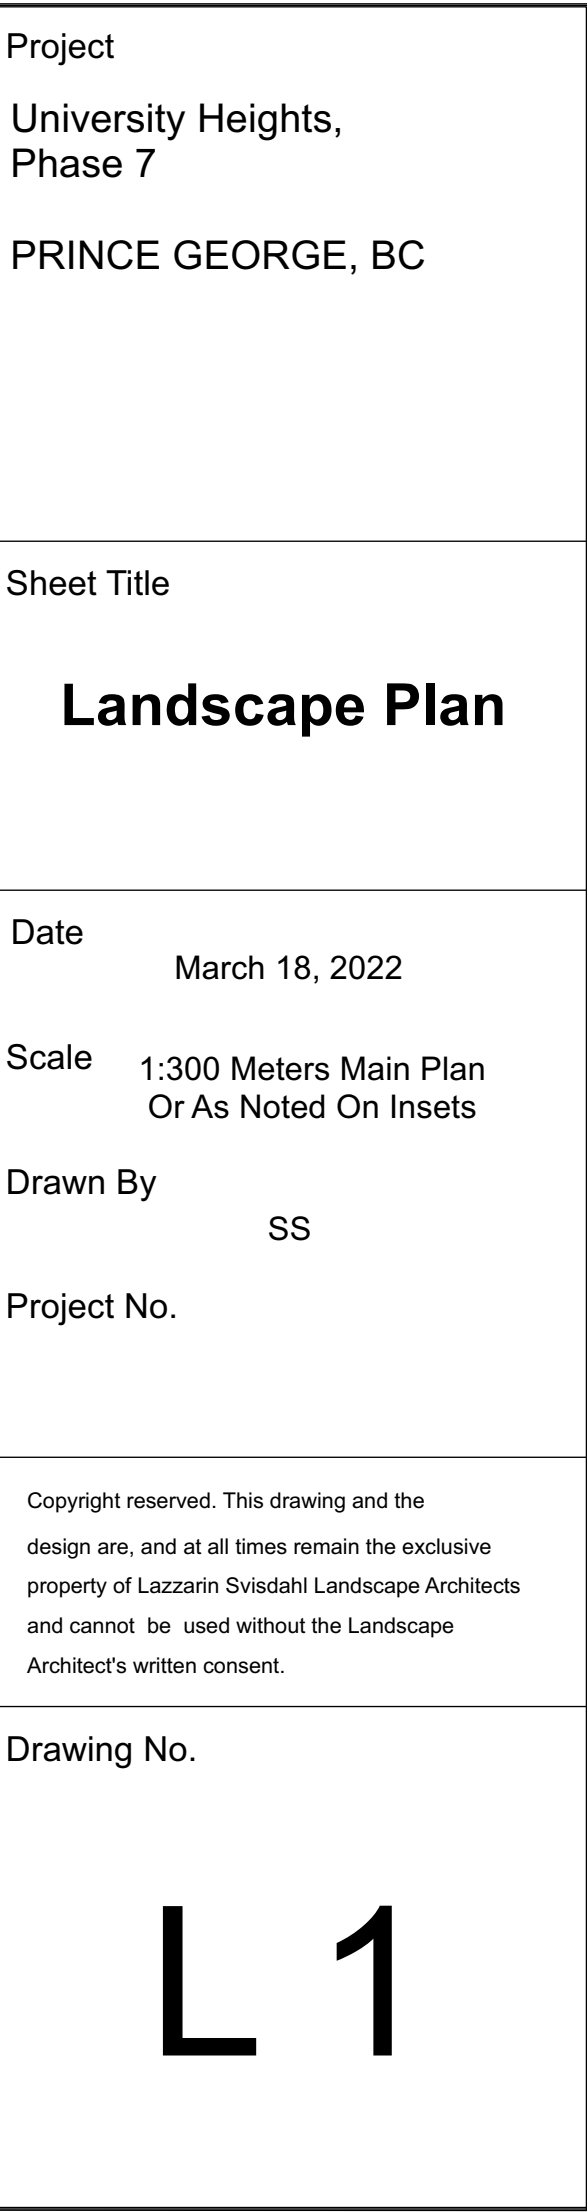 Project
University Heights,
Phase 7
PRINCE GEORGE, BC
Sheet Title
Landscape Plan
Date
March 18, 2022
Scale
1:300 Meters Main Plan
Or As Noted On Insets
Drawn By
SS
Project No.
Copyright reserved. This drawing and the
design are, and at all times remain the exclusive
property of Lazzarin Svisdahl Landscape Architects
and cannot be used without the Landscape
Architect's written consent.
Drawing No.
L 1